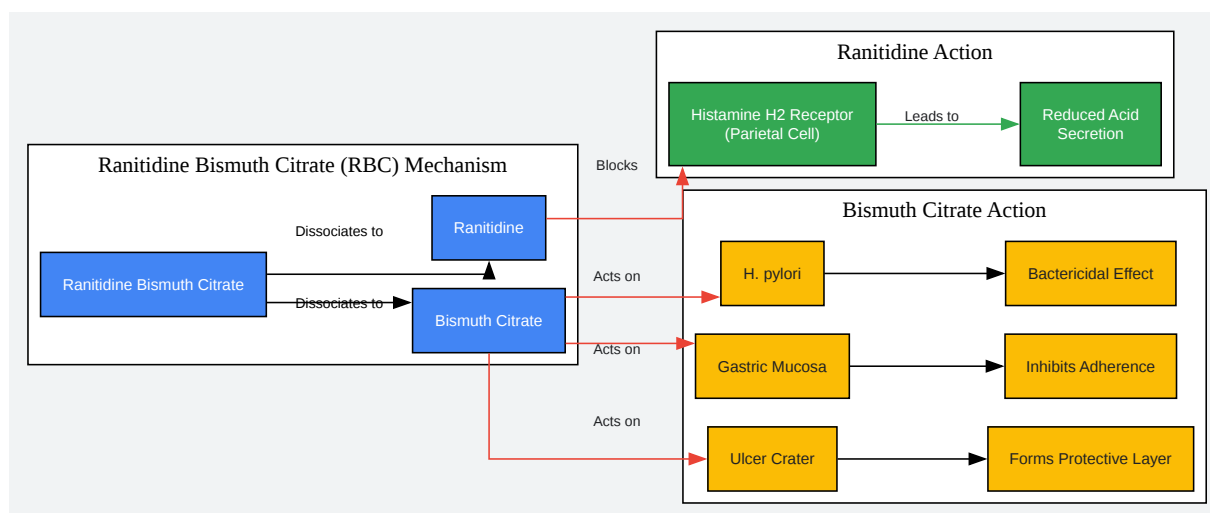 Ranitidine Action
Histamine H2 Receptor
(Parietal Cell)
Leads to
Reduced Acid
Secretion
Ranitidine Bismuth Citrate (RBC) Mechanism
Blocks
Ranitidine
Dissociates to
Ranitidine Bismuth Citrate
Dissociates to
Bismuth Citrate
Bismuth Citrate Action
Acts on
H. pylori
Bactericidal Effect
Acts on
Gastric Mucosa
Inhibits Adherence
Acts on
Ulcer Crater
Forms Protective Layer